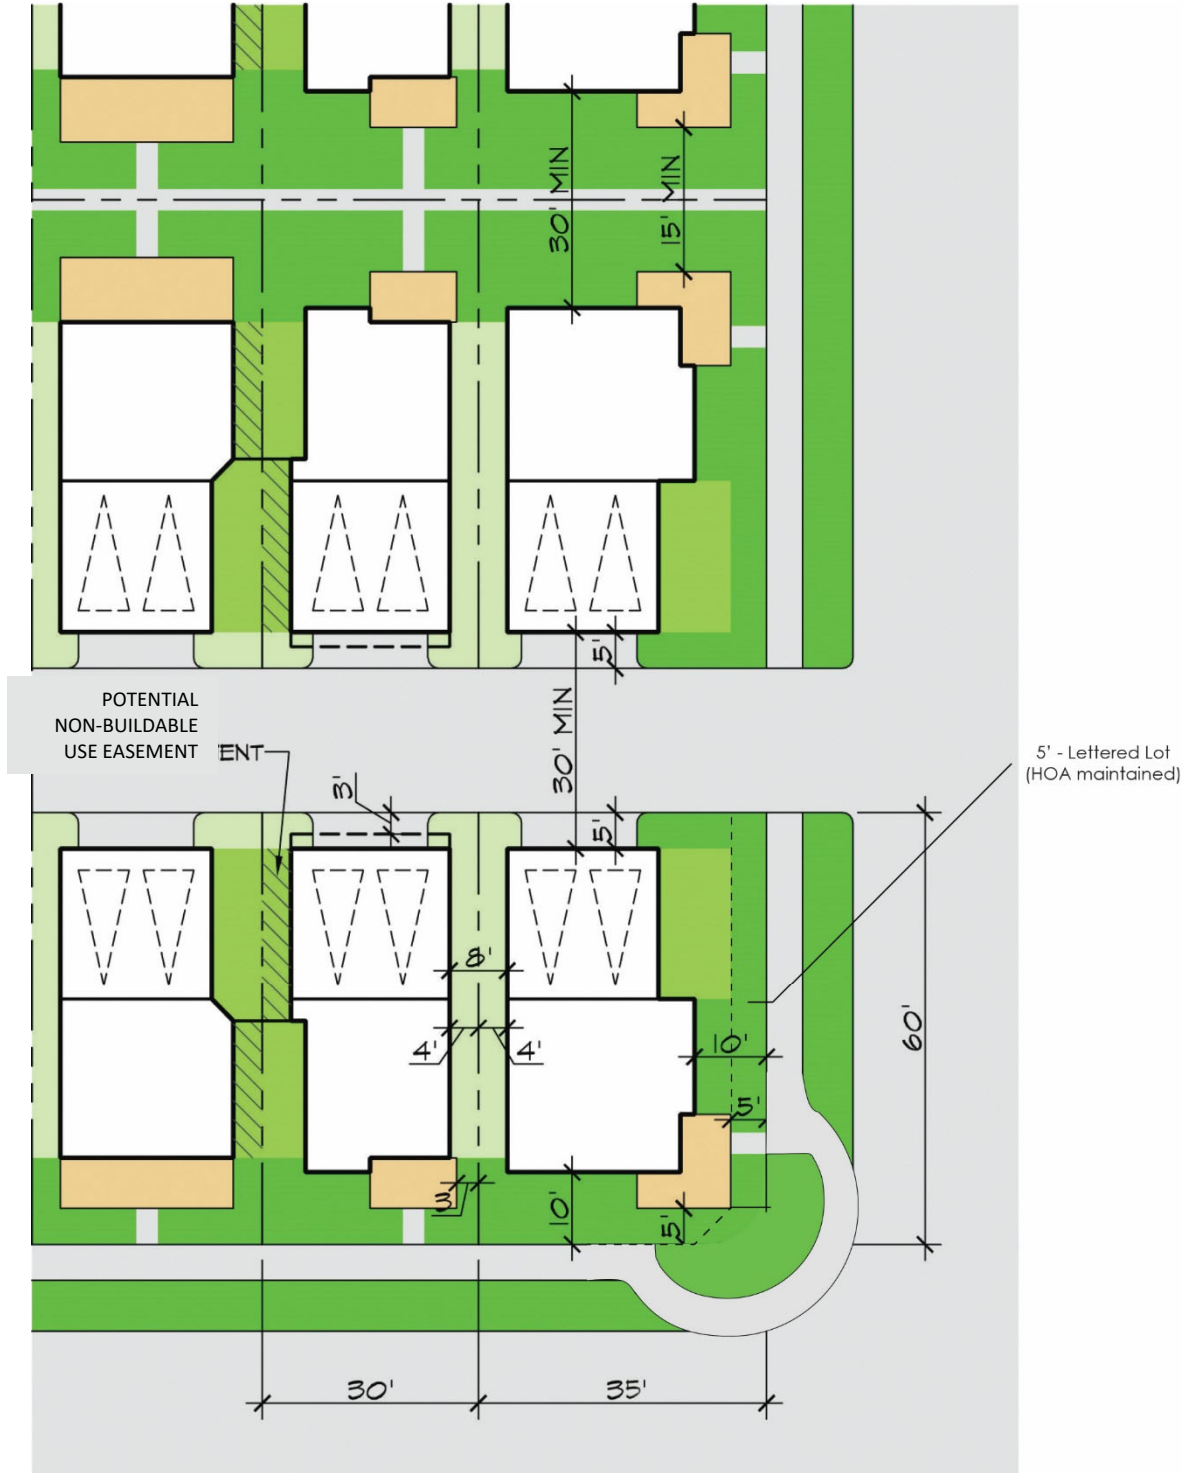 30' MIN
15' MIN
5'
POTENTIAL
NON-BUILDABLE
USE EASEMENT
ENT
30' MIN
3'
5'
5' - Lettered Lot
(HOA maintained)
8'
4'
4'
10'
60'
5'
3'
10'
5'
30'
35'